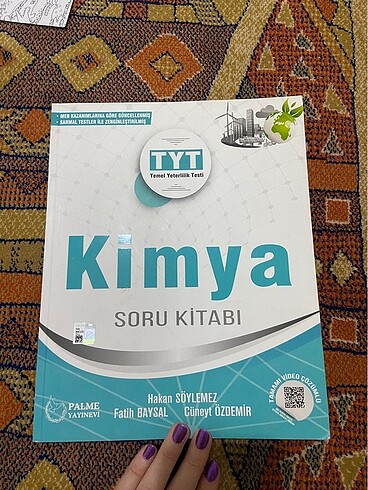 • MEB KAZANIMLARINA GÖRE GÜNCELLENMİŞ
• SARMAL TESTLER İLE ZENGİNLEŞTİRİLMİŞ
TYT
Temel Yeterlilik Testi
Kimya
SORU KİTABI
Hakan SÖYLEMEZ
Fatih BAYSAL Güneyt ÖZDEMİR
PALME
YAYINEVİ
TAMAMI VİDEO ÇÖZÜMLÜ